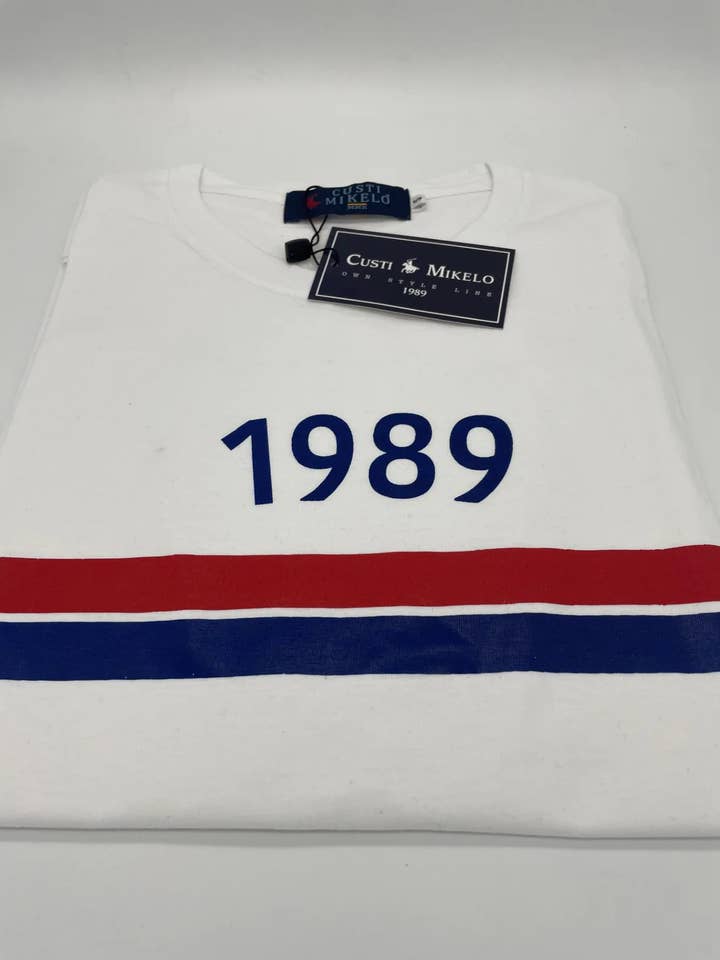 CUSTI
MIKELO
CUSTI MIKELO
OWN STYLE LINE
1989
1989